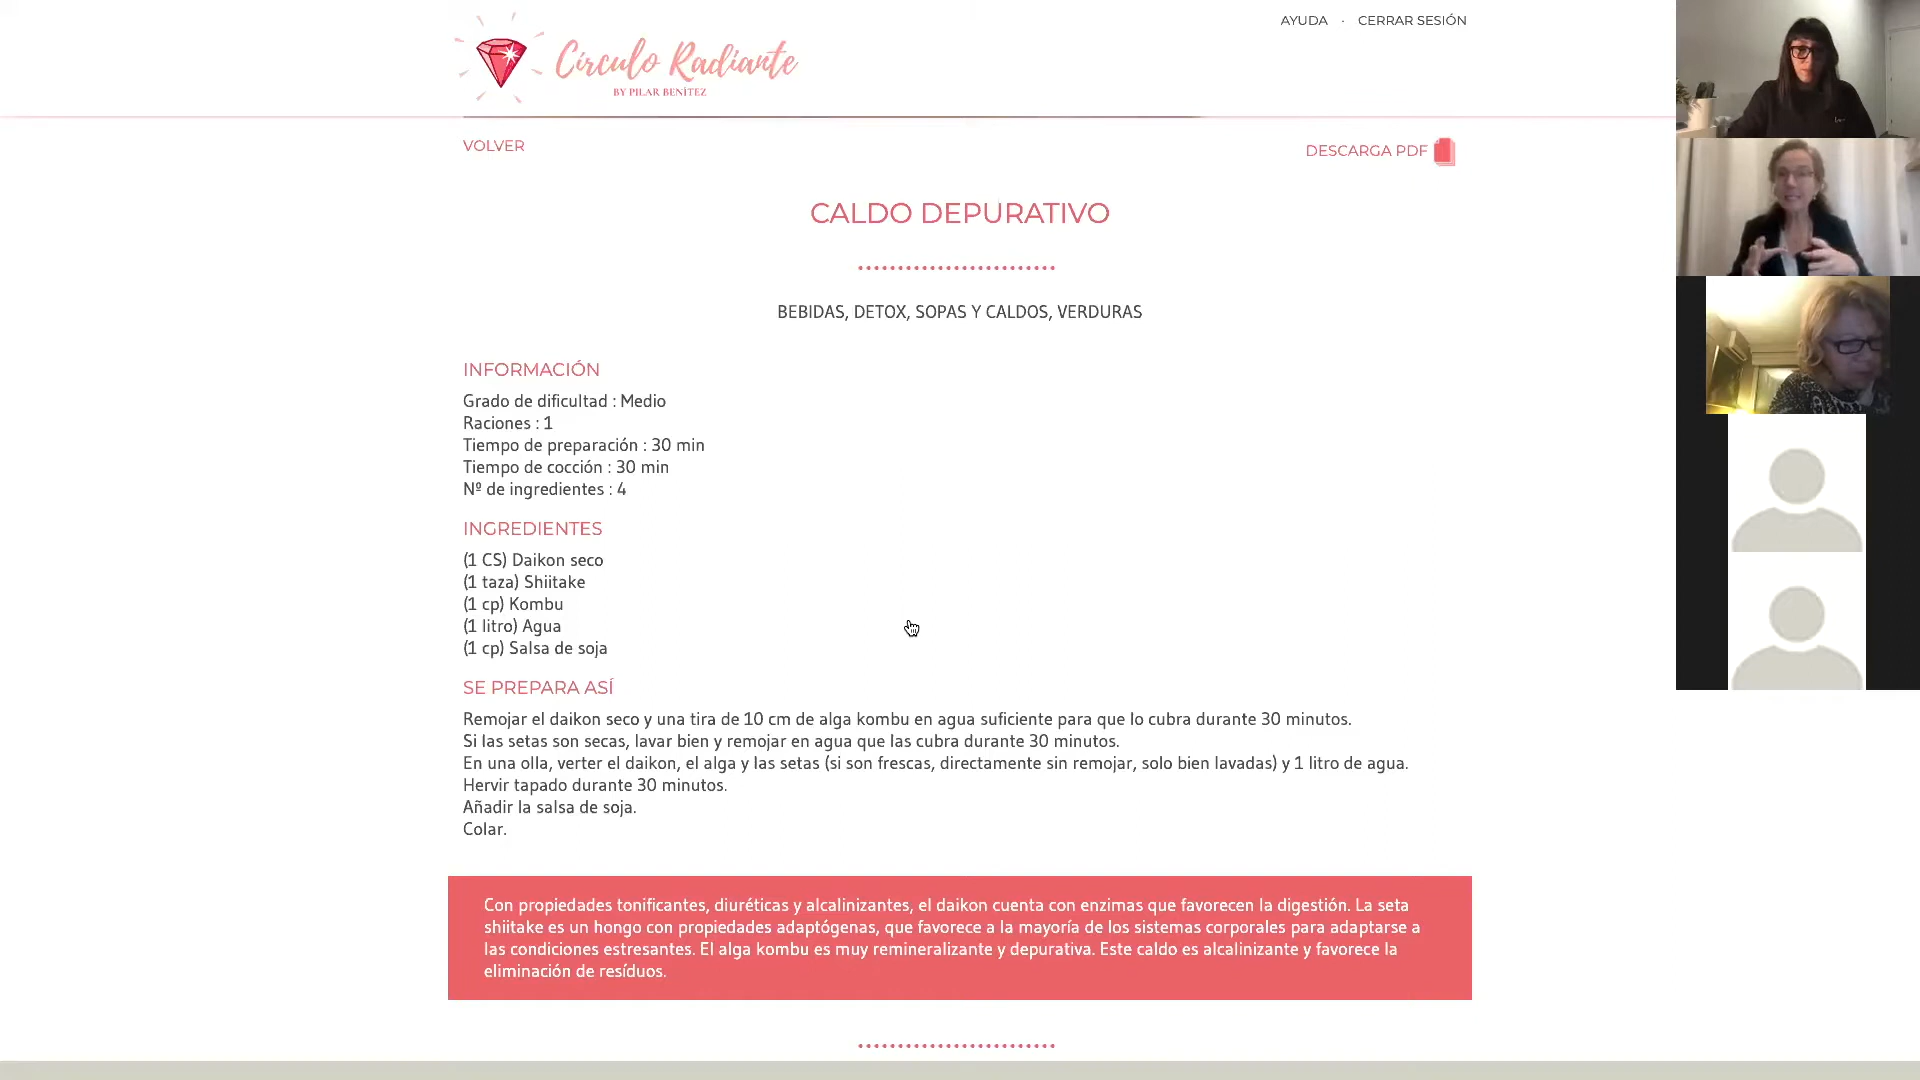 AYUDA · CERRAR SESIÓN
Círculo Radiante
BY PILAR BENÍTEZ
VOLVER
DESCARGA PDF
CALDO DEPURATIVO
BEBIDAS, DETOX, SOPAS Y CALDOS, VERDURAS
INFORMACIÓN
Grado de dificultad : Medio
Raciones : 1
Tiempo de preparación : 30 min
Tiempo de cocción : 30 min
Nº de ingredientes : 4
INGREDIENTES
(1 CS) Daikon seco
(1 taza) Shiitake
(1 cp) Kombu
(1 litro) Agua
(1 cp) Salsa de soja
SE PREPARA ASÍ
Remojar el daikon seco y una tira de 10 cm de alga kombu en agua suficiente para que lo cubra durante 30 minutos.
Si las setas son secas, lavar bien y remojar en agua que las cubra durante 30 minutos.
En una olla, verter el daikon, el alga y las setas (si son frescas, directamente sin remojar, solo bien lavadas) y 1 litro de agua.
Hervir tapado durante 30 minutos.
Añadir la salsa de soja.
Colar.
Con propiedades tonificantes, diuréticas y alcalinizantes, el daikon cuenta con enzimas que favorecen la digestión. La seta
shiitake es un hongo con propiedades adaptógenas, que favorece a la mayoría de los sistemas corporales para adaptarse a
las condiciones estresantes. El alga kombu es muy remineralizante y depurativa. Este caldo es alcalinizante y favorece la
eliminación de resíduos.